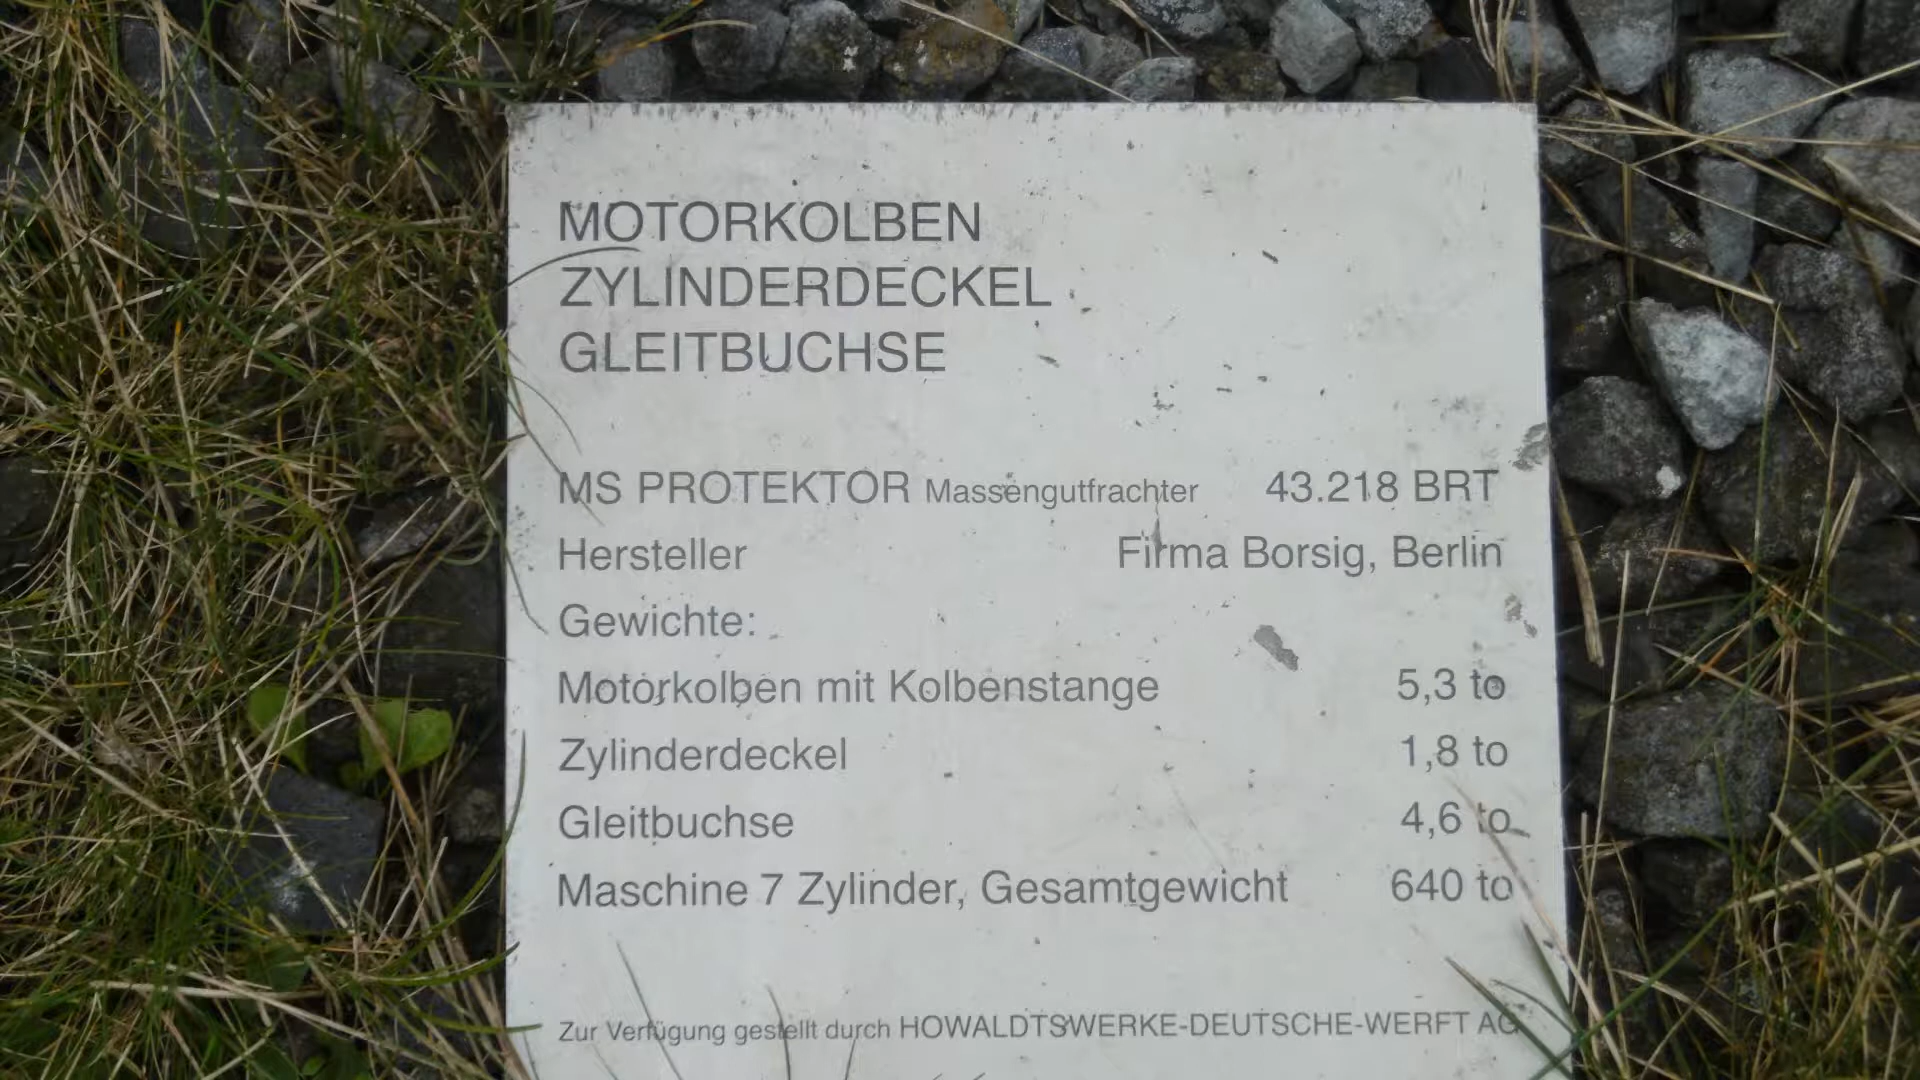 MOTORKOLBEN
ZYLINDERDECKEL
GLEITBUCHSE
MS PROTEKTOR Massengutfrachter 43.218 BRT
Hersteller Firma Borsig, Berlin
Gewichte:
Motorkolben mit Kolbenstange 5,3 to
Zylinderdeckel 1,8 to
Gleitbuchse 4,6 to
Maschine 7 Zylinder, Gesamtgewicht 640 to
Zur Verfügung gestellt durch HOWALDTSWERKE-DEUTSCHE-WERFT AG